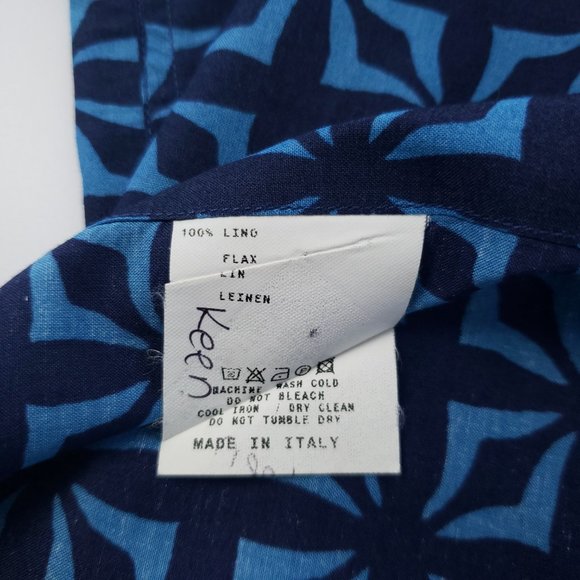 100% LINO
FLAX
LIN
LEINEN
Keen
MACHINE WASH COLD
DO NOT BLEACH
COOL IRON / DRY CLEAN
DO NOT TUMBLE DRY
MADE IN ITALY